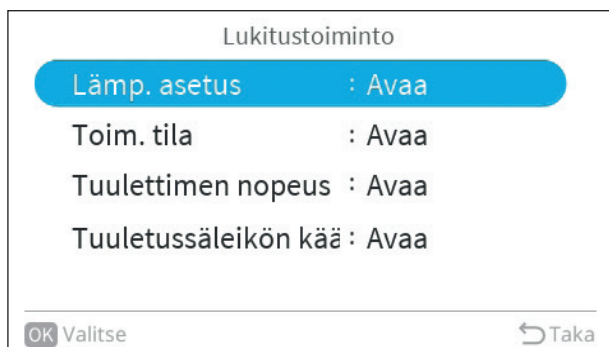 Lukitustoiminto
Lämp. asetus : Avaa
Toim. tila : Avaa
Tuulettimen nopeus : Avaa
Tuuletussäleikön kää : Avaa
OK Valitse Taka